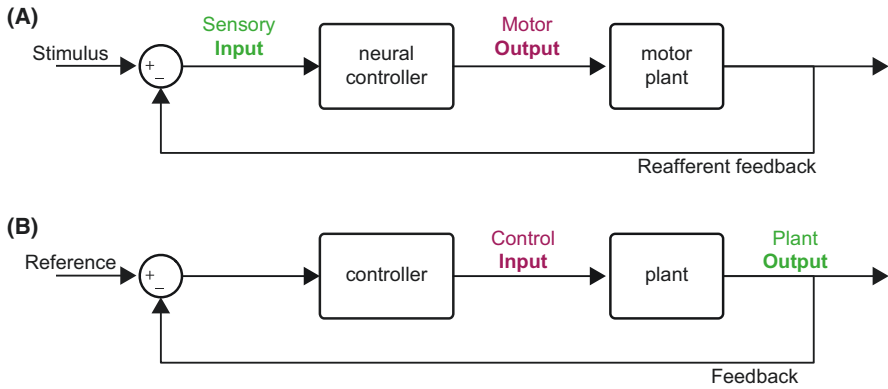 (A)
Stimulus
+
−
Sensory
Input
neural
controller
Motor
Output
motor
plant
Reafferent feedback
(B)
Reference
+
−
controller
Control
Input
plant
Plant
Output
Feedback